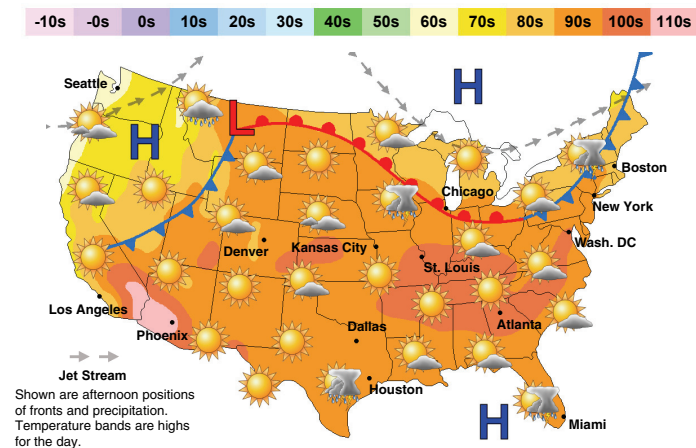 -10s -0s 0s 10s 20s 30s 40s 50s 60s 70s 80s 90s 100s 110s
Seattle
H
L
H
Boston
Chicago
New York
Wash. DC
Denver
Kansas City
St. Louis
Los Angeles
Phoenix
Atlanta
Dallas
Houston
H
Miami
Jet Stream
Shown are afternoon positions
of fronts and precipitation.
Temperature bands are highs
for the day.